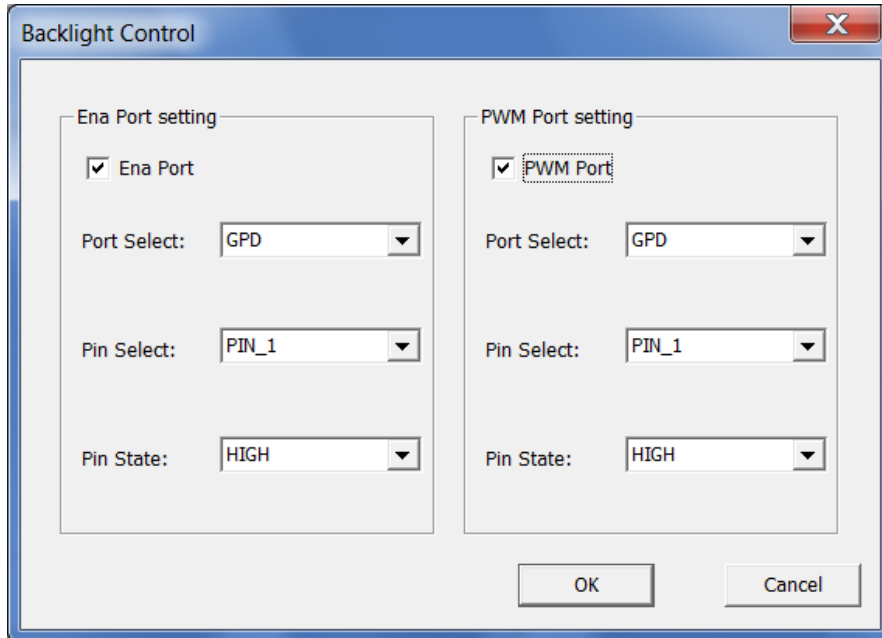 Backlight Control
Ena Port setting
Ena Port
Port Select: GPD
Pin Select: PIN_1
Pin State: HIGH
PWM Port setting
PWM Port
Port Select: GPD
Pin Select: PIN_1
Pin State: HIGH
OK Cancel